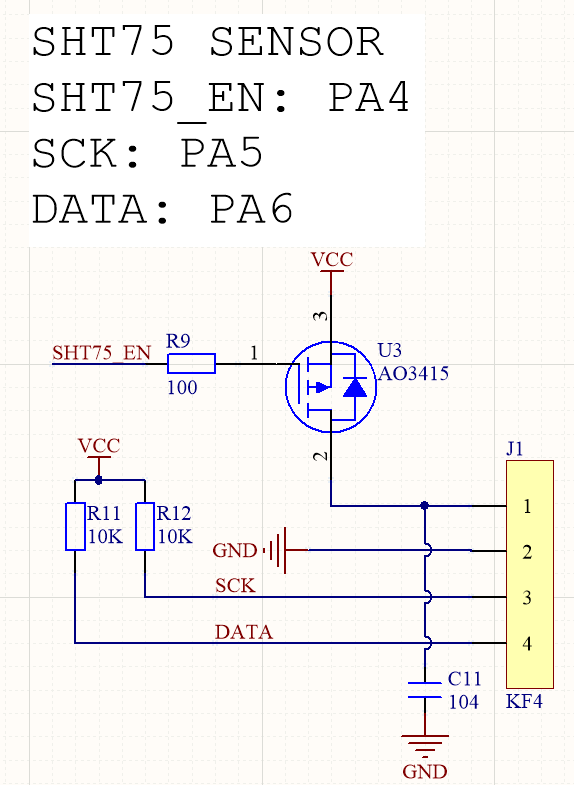 SHT75 SENSOR
SHT75_EN: PA4
SCK: PA5
DATA: PA6
VCC
3
SHT75_EN
R9
100
1
U3
AO3415
2
VCC
R11
10K
R12
10K
J1
1
GND
2
SCK
3
DATA
4
C11
104
KF4
GND